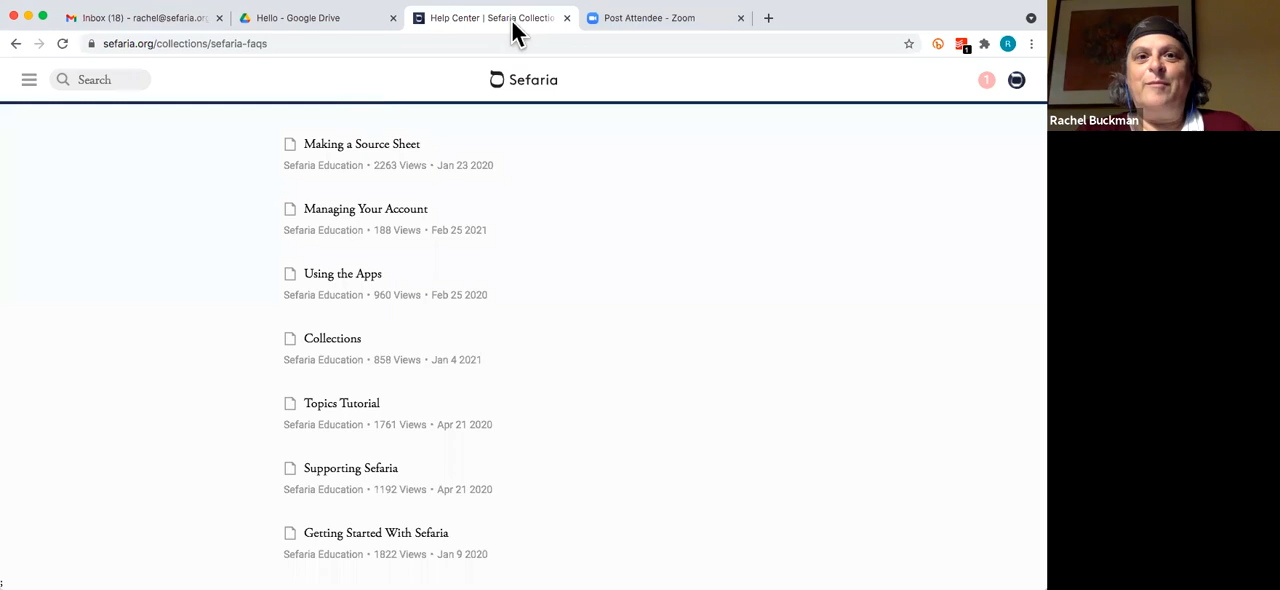 Inbox (18) - rachel@sefaria.or
Hello - Google Drive
Help Center | Sefaria Collectio
Post Attendee - Zoom
sefaria.org/collections/sefaria-faqs
1
R
Search
Sefaria
1
Rachel Buckman
Making a Source Sheet
Sefaria Education • 2263 Views • Jan 23 2020
Managing Your Account
Sefaria Education • 188 Views • Feb 25 2021
Using the Apps
Sefaria Education • 960 Views • Feb 25 2020
Collections
Sefaria Education • 858 Views • Jan 4 2021
Topics Tutorial
Sefaria Education • 1761 Views • Apr 21 2020
Supporting Sefaria
Sefaria Education • 1192 Views • Apr 21 2020
Getting Started With Sefaria
Sefaria Education • 1822 Views • Jan 9 2020